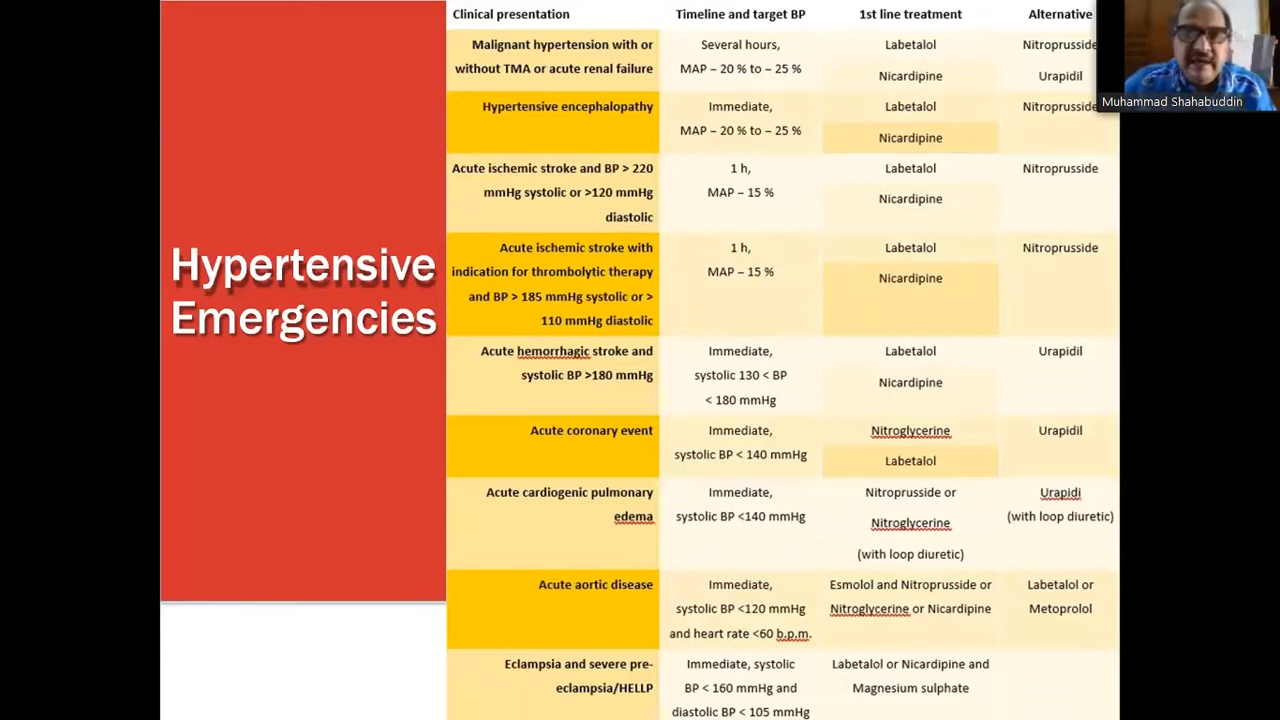 Hypertensive
Emergencies
Clinical presentation Timeline and target BP 1st line treatment Alternative
Malignant hypertension with or
without TMA or acute renal failure
Several hours,
MAP – 20 % to – 25 %
Labetalol
Nicardipine
Nitroprusside
Urapidil
Hypertensive encephalopathy
Immediate,
MAP – 20 % to – 25 %
Labetalol
Nicardipine
Nitroprusside
Acute ischemic stroke and BP > 220
mmHg systolic or >120 mmHg
diastolic
1 h,
MAP – 15 %
Labetalol
Nicardipine
Nitroprusside
Acute ischemic stroke with
indication for thrombolytic therapy
and BP > 185 mmHg systolic or >
110 mmHg diastolic
1 h,
MAP – 15 %
Labetalol
Nicardipine
Nitroprusside
Acute hemorrhagic stroke and
systolic BP >180 mmHg
Immediate,
systolic 130 < BP
< 180 mmHg
Labetalol
Nicardipine
Urapidil
Acute coronary event
Immediate,
systolic BP < 140 mmHg
Nitroglycerine
Labetalol
Urapidil
Acute cardiogenic pulmonary
edema
Immediate,
systolic BP <140 mmHg
Nitroprusside or
Nitroglycerine
(with loop diuretic)
Urapidi
(with loop diuretic)
Acute aortic disease
Immediate,
systolic BP <120 mmHg
and heart rate <60 b.p.m.
Esmolol and Nitroprusside or
Nitroglycerine or Nicardipine
Labetalol or
Metoprolol
Eclampsia and severe pre-
eclampsia/HELLP
Immediate, systolic
BP < 160 mmHg and
diastolic BP < 105 mmHg
Labetalol or Nicardipine and
Magnesium sulphate
Muhammad Shahabuddin